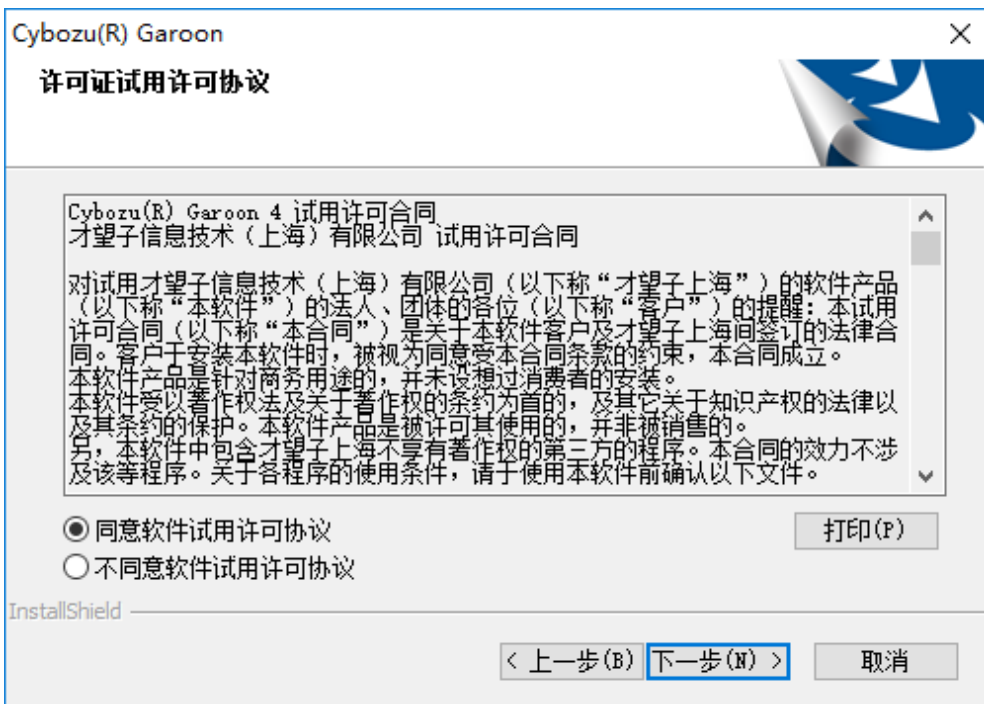 Cybozu(R) Garoon
许可证试用许可协议
Cybozu(R) Garoon 4 试用许可合同
才望子信息技术（上海）有限公司 试用许可合同
对试用才望子信息技术（上海）有限公司（以下称“才望子上海”）的软件产品
（以下称“本软件”）的法人、团体的各位（以下称“客户”）的提醒：本试用
许可合同（以下称“本合同”）是关于本软件客户及才望子上海间签订的法律合
同。客户于安装本软件时，被视为同意受本合同条款的约束，本合同成立。
本软件产品是针对商务用途的，并未设想过消费者的安装。
本软件受以著作权法及关于著作权的条约为首的，及其它关于知识产权的法律以
及其条约的保护。本软件产品是被许可其使用的，并非被销售的。
另，本软件中包含才望子上海不享有著作权的第三方的程序。本合同的效力不涉
及该等程序。关于各程序的使用条件，请于使用本软件前确认以下文件。
同意软件试用许可协议
打印(P)
不同意软件试用许可协议
InstallShield
< 上一步(B)
下一步(N) >
取消